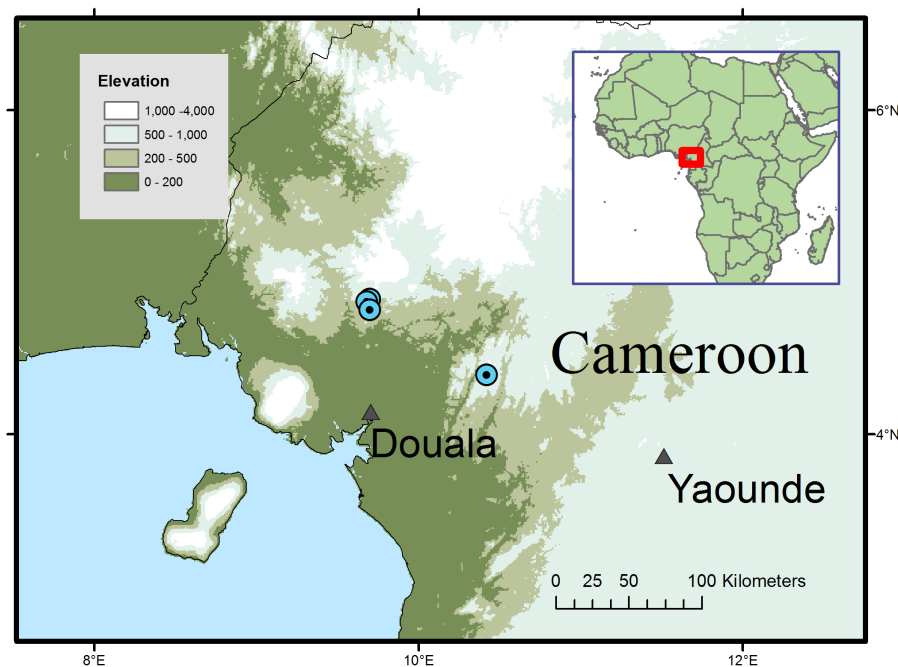 Elevation
1,000 -4,000
500 - 1,000
200 - 500
0 - 200
6°N
Cameroon
4°N
Douala
Yaounde
0 25 50 100 Kilometers
8°E 10°E 12°E